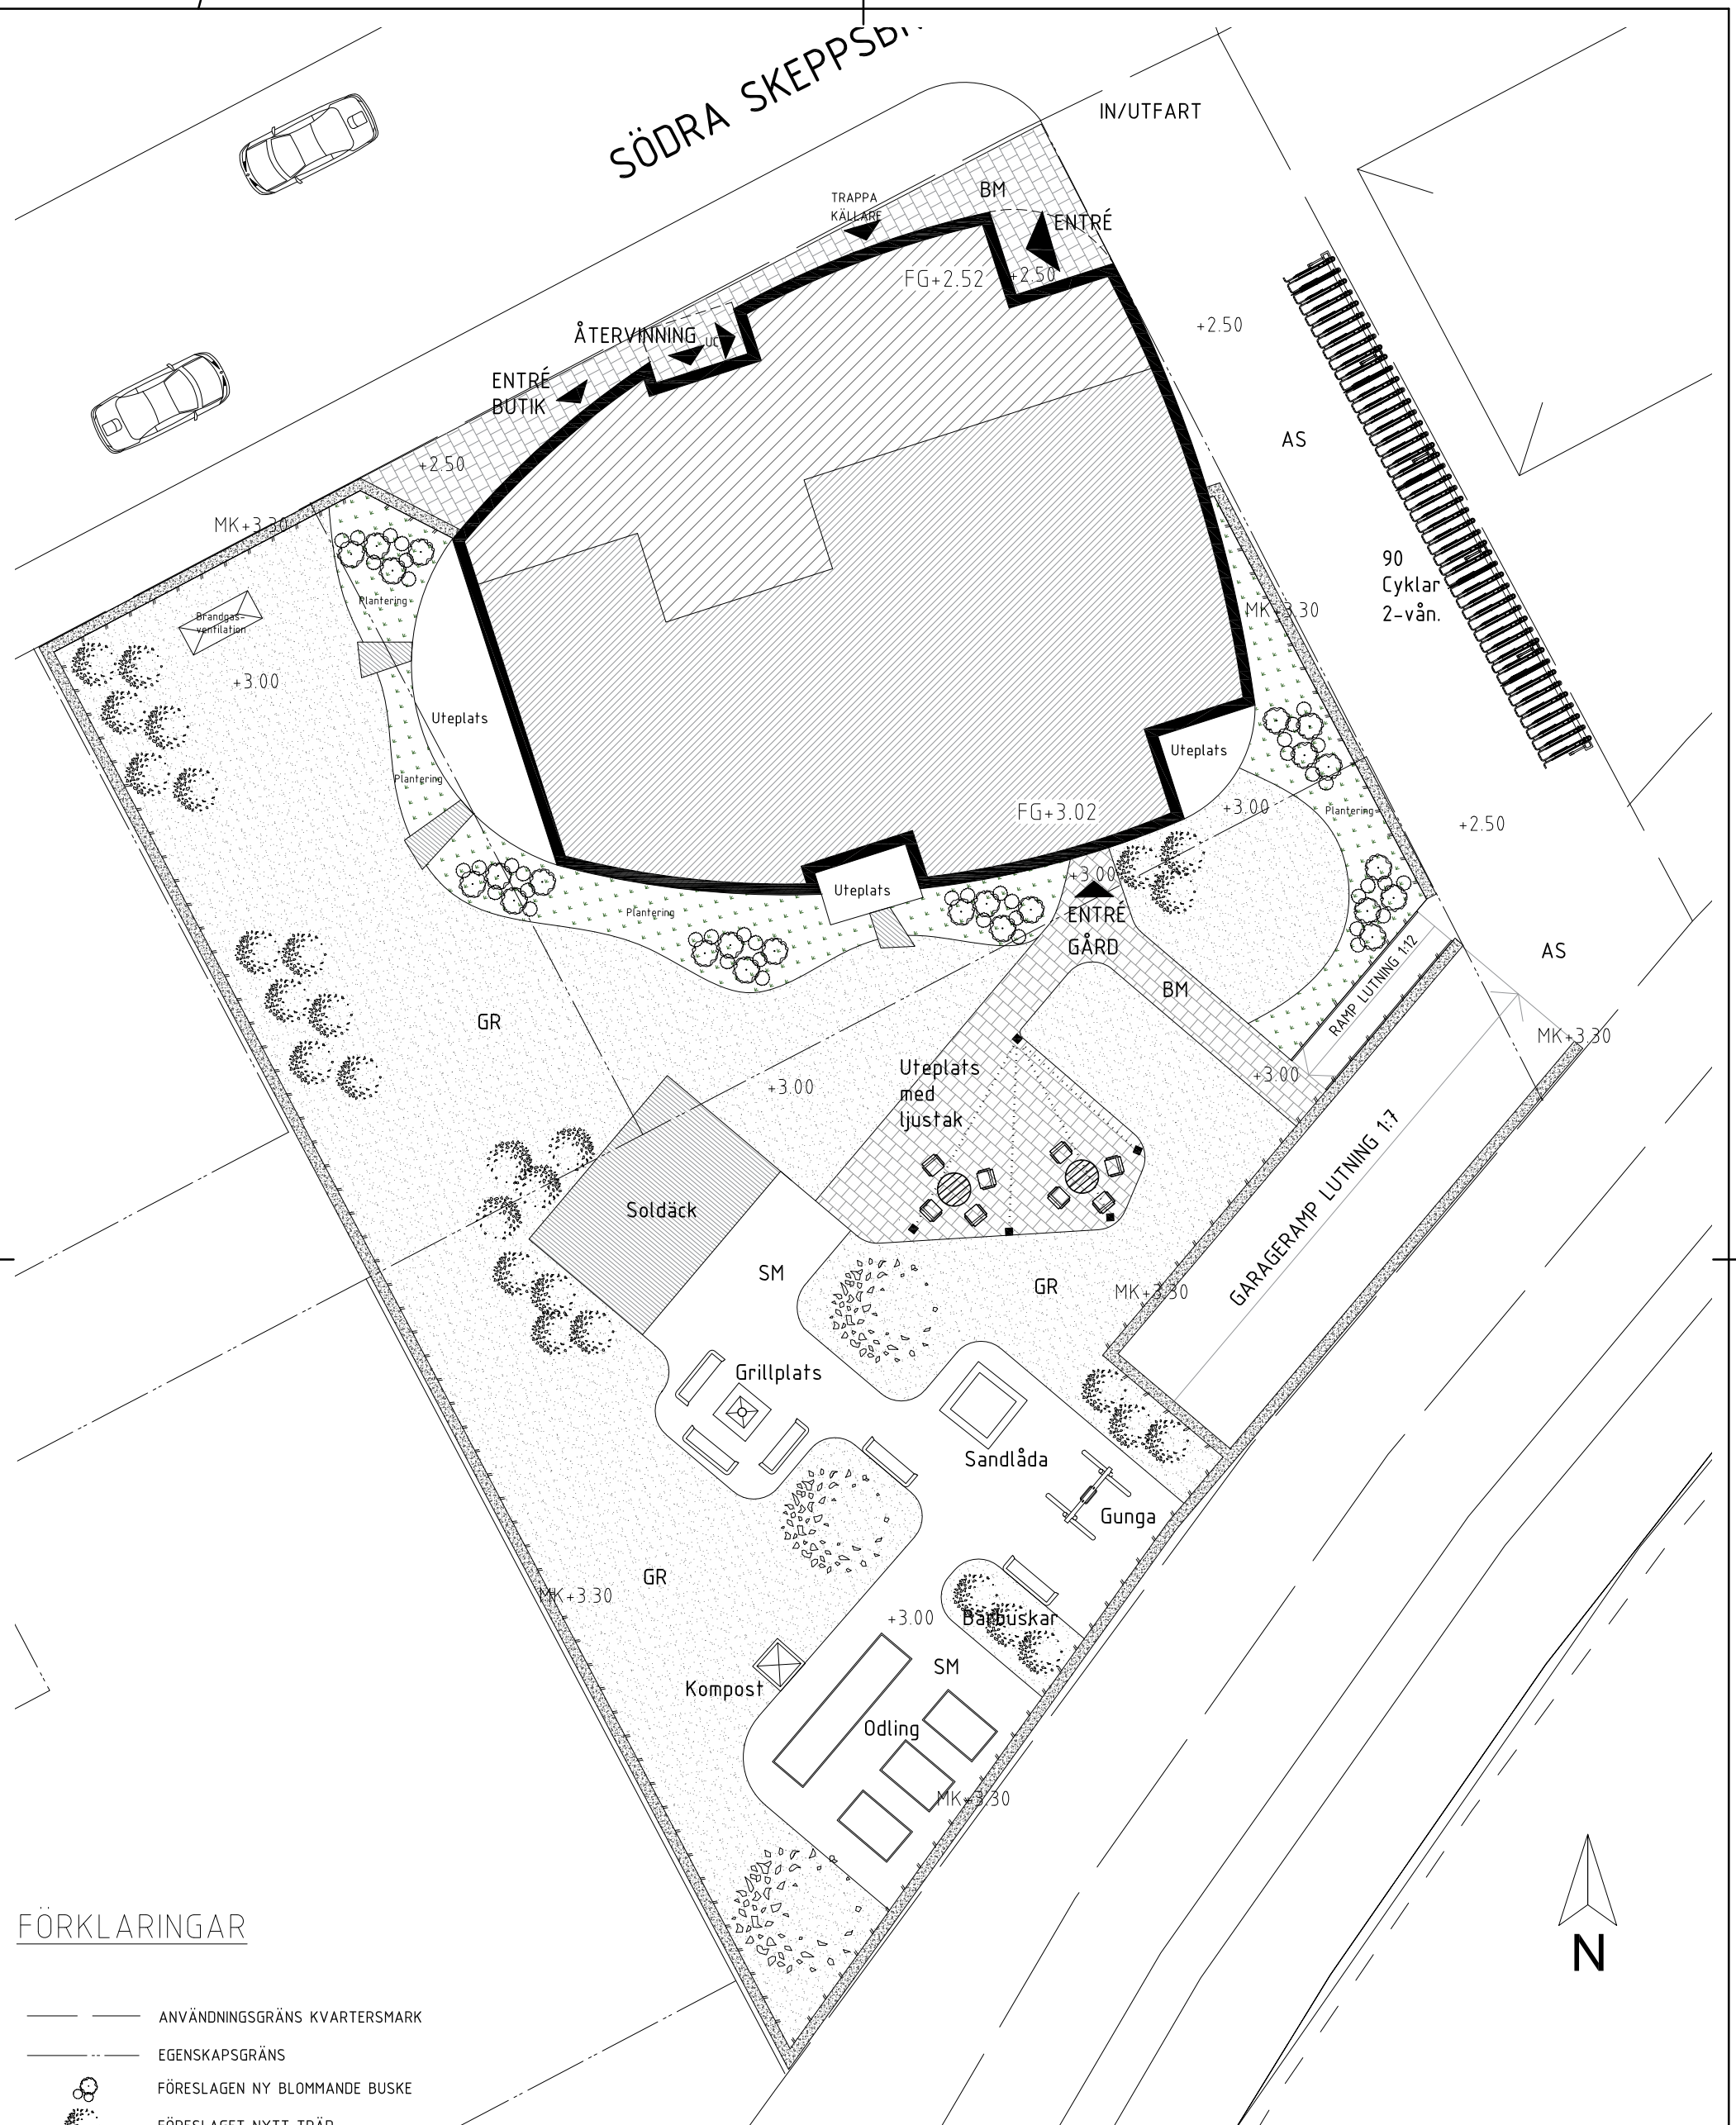 SÖDRA
IN/UTFART
BM
TRAPPA
KÄLLARE
ENTRÉ
FG+2.52
+2.50
+2.50
ÅTERVINNING
UC
ENTRÉ
BUTIK
+2.50
AS
MK+3.30
90
Cyklar
2-vån.
Plantering
MK+3.30
Brandgas-
ventilation
+3.00
Uteplats
Uteplats
Plantering
FG+3.02
+3.00
Plantering
+2.50
+3.00
Uteplats
Plantering
ENTRÉ
GÅRD
AS
RAMP LUTNING 1:12
BM
GR
MK+3.30
Uteplats
med
ljustak
+3.00
+3.00
GARAGERAMP LUTNING 1:7
Soldäck
SM
GR
MK+3.30
Grillplats
Sandlåda
Gunga
GR
MK+3.30
+3.00
Bärbuskar
SM
Kompost
Odling
MK+3.30
N
FÖRKLARINGAR
ANVÄNDNINGSGRÄNS KVARTERSMARK
EGENSKAPSGRÄNS
FÖRESLAGEN NY BLOMMANDE BUSKE